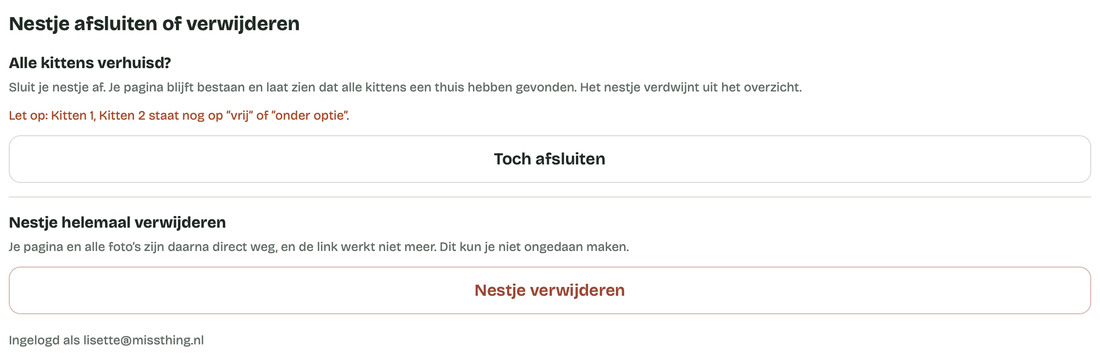 Nestje afsluiten of verwijderen
Alle kittens verhuisd?
Sluit je nestje af. Je pagina blijft bestaan en laat zien dat alle kittens een thuis hebben gevonden. Het nestje verdwijnt uit het overzicht.
Let op: Kitten 1, Kitten 2 staat nog op “vrij” of “onder optie”.
Toch afsluiten
Nestje helemaal verwijderen
Je pagina en alle foto’s zijn daarna direct weg, en de link werkt niet meer. Dit kun je niet ongedaan maken.
Nestje verwijderen
Ingelogd als lisette@missthing.nl